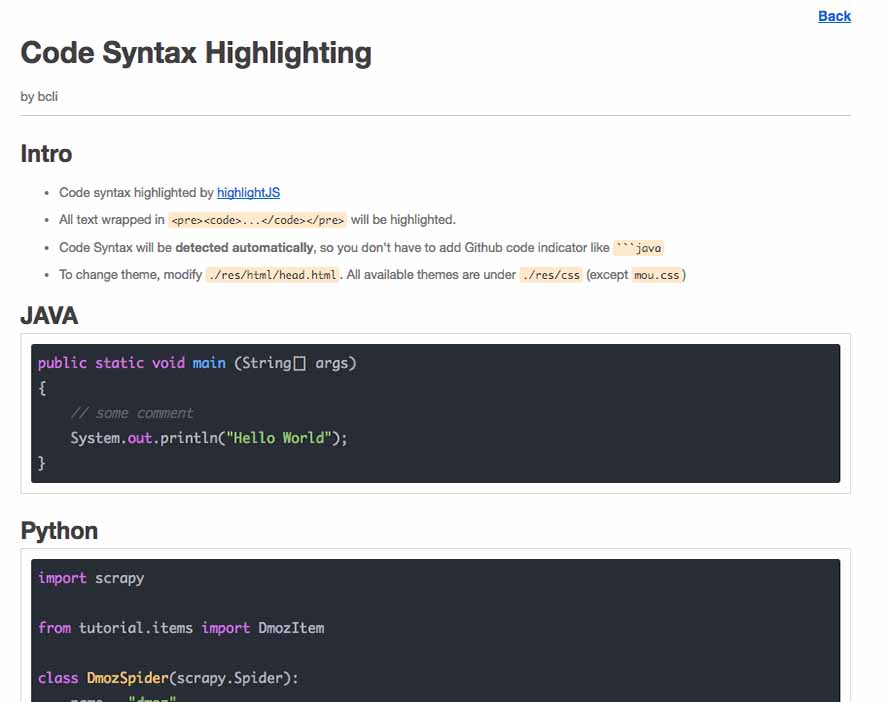 Back
Code Syntax Highlighting
by bcli
Intro
• Code syntax highlighted by highlightJS
• All text wrapped in <pre><code>...</code></pre> will be highlighted.
• Code Syntax will be detected automatically, so you don't have to add Github code indicator like ```java
• To change theme, modify ./res/html/head.html. All available themes are under ./res/css (except mou.css)
JAVA
public static void main (String[] args)
{
    // some comment
    System.out.println("Hello World");
}
Python
import scrapy
from tutorial.items import DmozItem
class DmozSpider(scrapy.Spider):